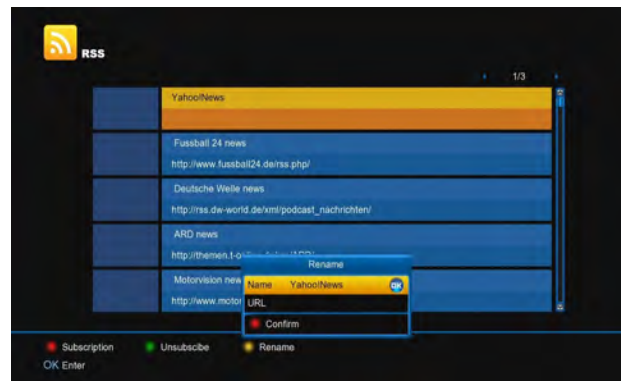 RSS
1/3
Yahoo!News
Fussball 24 news
http://www.fussball24.de/rss.php/
Deutsche Welle news
http://rss.dw-world.de/xml/podcast_nachrichten/
ARD news
http://themen.t-o
Rename
Motorvision new
Name Yahoo!News OK
http://www.motor
URL
Confirm
Subscription Unsubscibe Rename
OK Enter